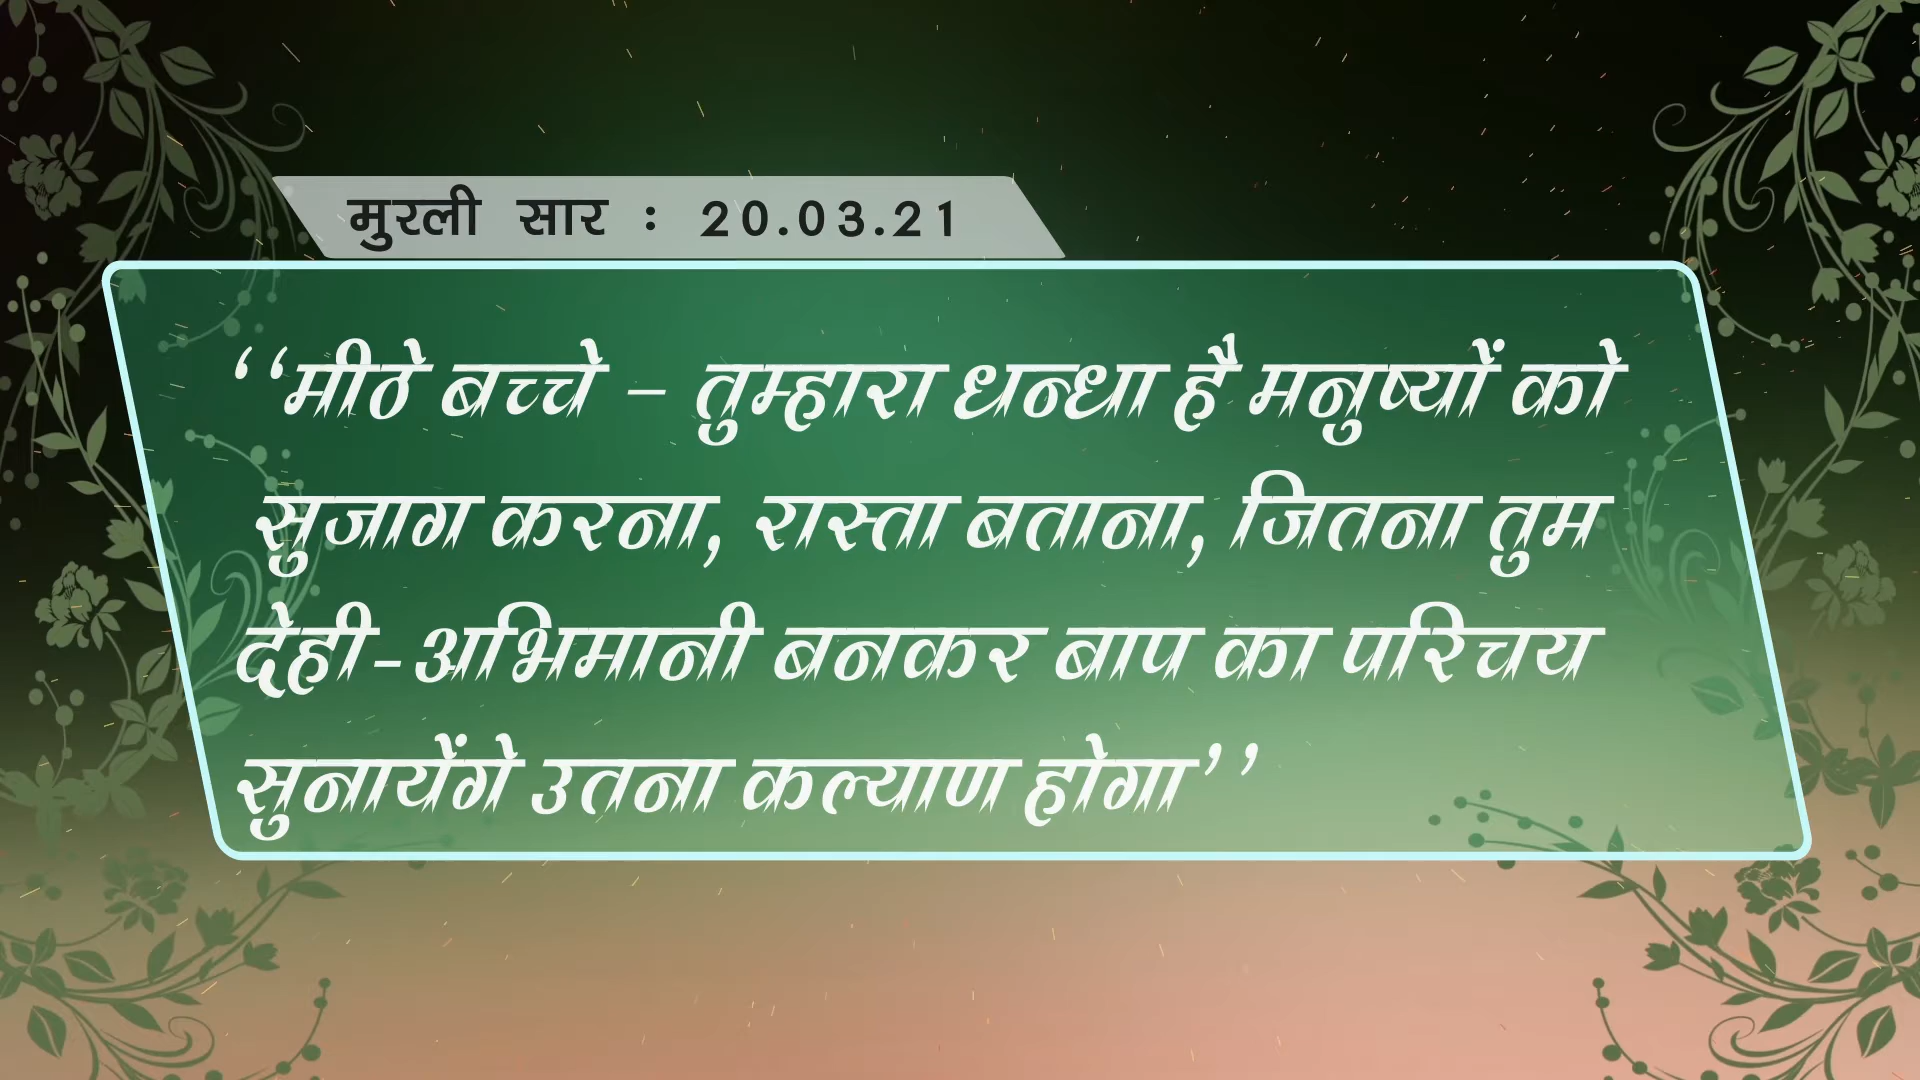 मुरली सार : 20.03.21
‘‘मीठे बच्चे – तुम्हारा धन्धा है मनुष्यों को
सुजाग करना, रास्ता बताना, जितना तुम
देही-अभिमानी बनकर बाप का परिचय
सुनायेंगे उतना कल्याण होगा’’